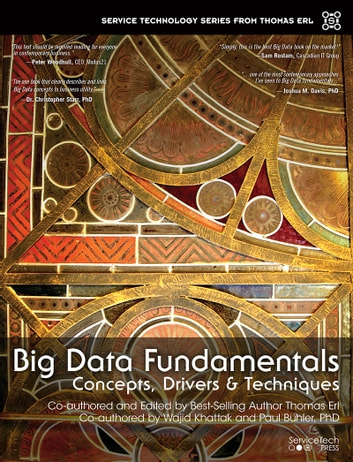 SERVICE TECHNOLOGY SERIES FROM THOMAS ERL
"This text should be required reading for everyone
in contemporary business."
—Peter Woodhull, CEO, Modus21
"The one book that clearly describes and links
Big Data concepts to business utility."
—Dr. Christopher Starr, PhD
"Simply, this is the best Big Data book on the market!"
—Sam Rostam, Cascadian IT Group
"...one of the most contemporary approaches
I've seen to Big Data fundamentals..."
—Joshua M. Davis, PhD
Big Data Fundamentals
Concepts, Drivers & Techniques
Co-authored and Edited by Best-Selling Author Thomas Erl
Co-authored by Wajid Khattak and Paul Buhler, PhD
ServiceTech
PRESS